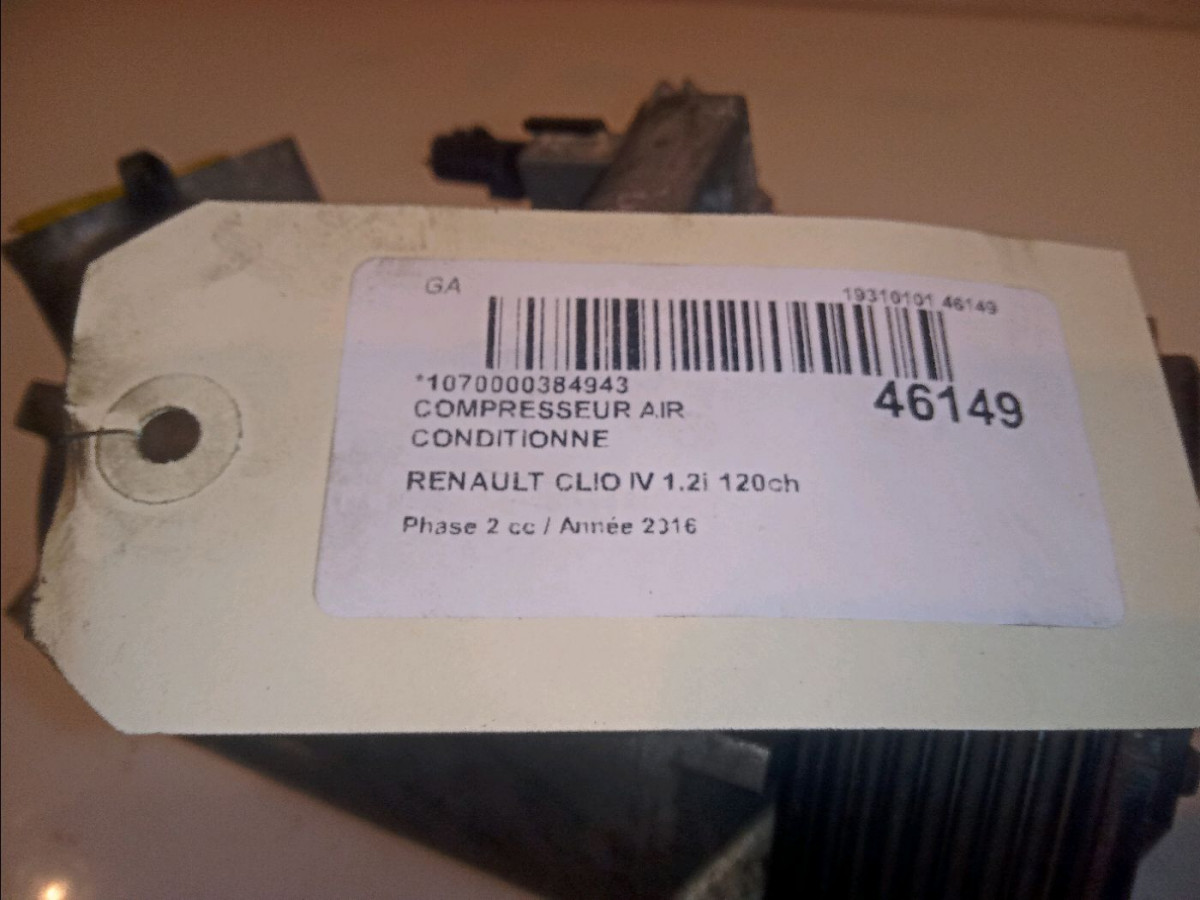 GA
19310101 46149
*1070000384943
46149
COMPRESSEUR AIR
CONDITIONNE
RENAULT CLIO IV 1.2i 120ch
Phase 2 cc / Année 2016